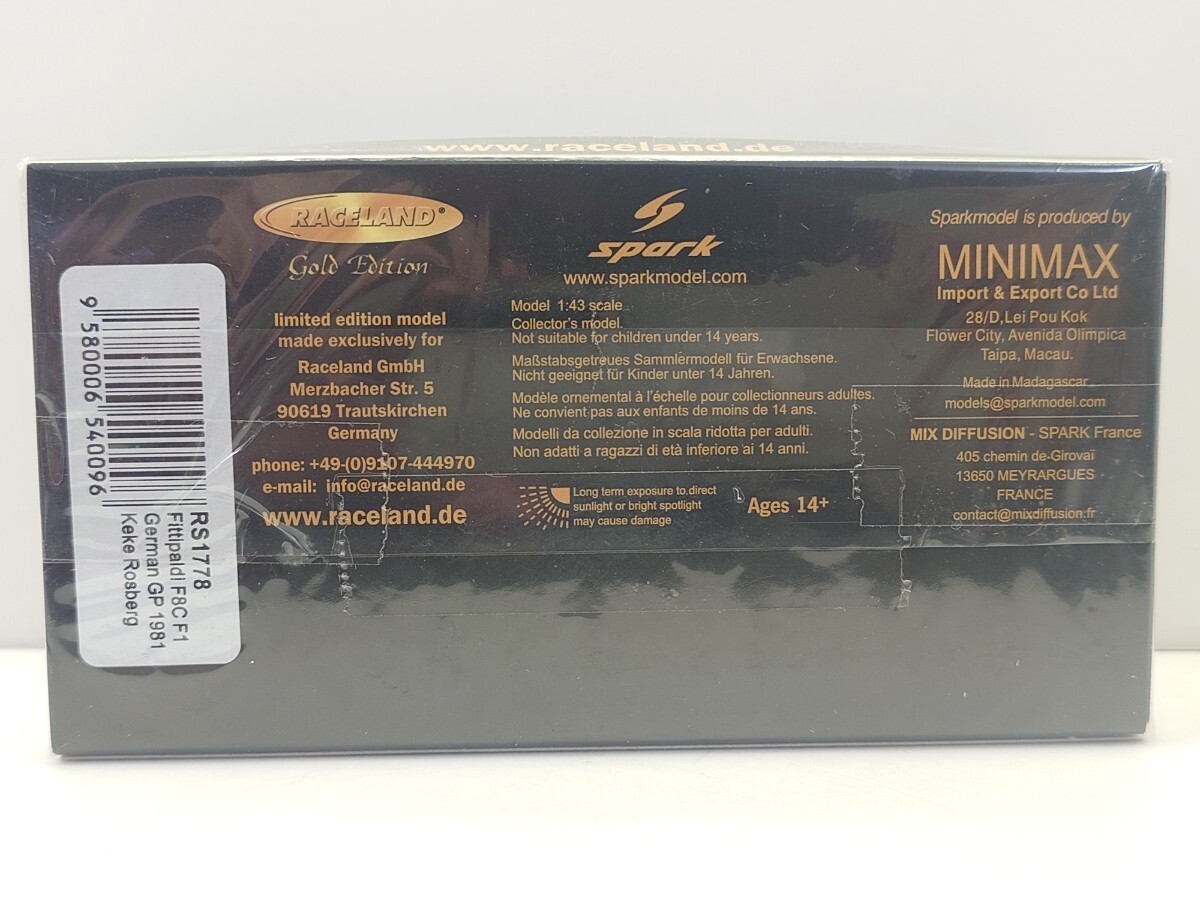 www.raceland.de
RACELAND®
Gold Edition
limited edition model
made exclusively for
Raceland GmbH
Merzbacher Str. 5
90619 Trautskirchen
Germany
phone: +49-(0)9107-444970
e-mail: info@raceland.de
www.raceland.de
spark
www.sparkmodel.com
Model 1:43 scale
Collector's model.
Not suitable for children under 14 years.
Maßstabsgetreues Sammlermodell für Erwachsene.
Nicht geeignet für Kinder unter 14 Jahren.
Modèle ornemental à l'échelle pour collectionneurs adultes.
Ne convient pas aux enfants de moins de 14 ans.
Modelli da collezione in scala ridotta per adulti.
Non adatti a ragazzi di età inferiore ai 14 anni.
Long term exposure to direct
sunlight or bright spotlight
may cause damage
Ages 14+
Sparkmodel is produced by
MINIMAX
Import & Export Co Ltd
28/D, Lei Pou Kok
Flower City, Avenida Olimpica
Taipa, Macau.
Made in Madagascar
models@sparkmodel.com
MIX DIFFUSION - SPARK France
405 chemin de Girovaï
13650 MEYRARGUES
FRANCE
contact@mixdiffusion.fr
9 580006 540096
RS1778
Fittipaldi F8C F1
German GP 1981
Keke Rosberg